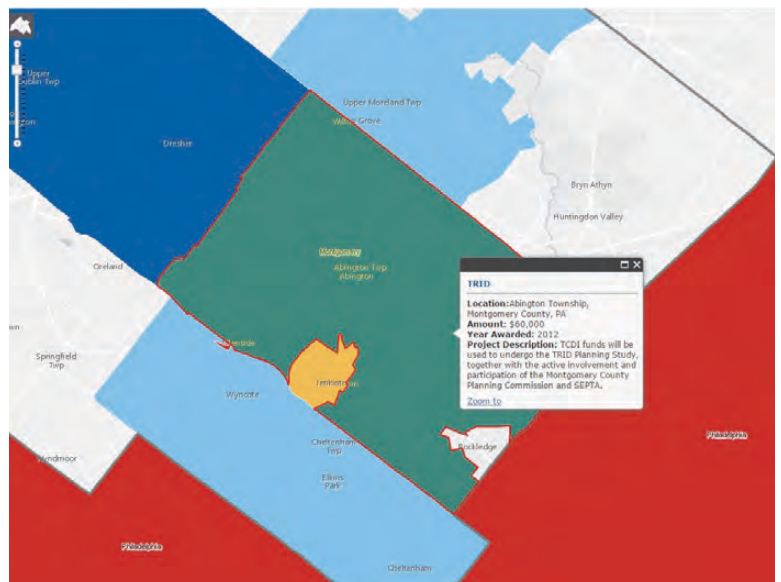 Upper
Dublin Twp
Upper Moreland Twp
Willow Grove
Dresher
Bryn Athyn
Huntingdon Valley
Montgomery
Abington Twp
Abington
Oreland
TRID
Location:Abington Township,
Montgomery County, PA
Amount: $60,000
Year Awarded: 2012
Project Description: TCDI funds will be
used to undergo the TRID Planning Study,
together with the active involvement and
participation of the Montgomery County
Planning Commission and SEPTA.
Zoom to
Springfield
Twp
Wyncote
Jenkintown
Cheltenham
Twp
Rockledge
Philadelphia
Elkins
Park
Wyndmoor
Philadelphia
Cheltenham